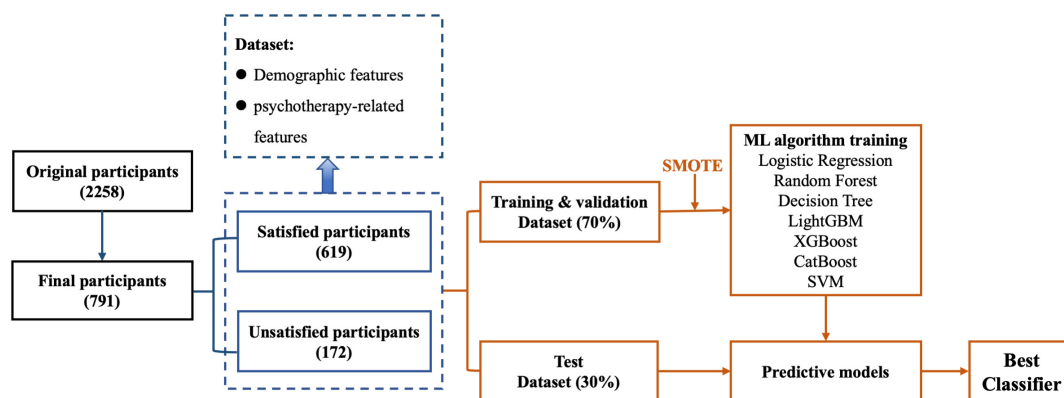 Dataset:
● Demographic features
● psychotherapy-related
features
Original participants
(2258)
Final participants
(791)
Satisfied participants
(619)
Unsatisfied participants
(172)
Training & validation
Dataset (70%)
Test
Dataset (30%)
SMOTE
ML algorithm training
Logistic Regression
Random Forest
Decision Tree
LightGBM
XGBoost
CatBoost
SVM
Predictive models
Best
Classifier